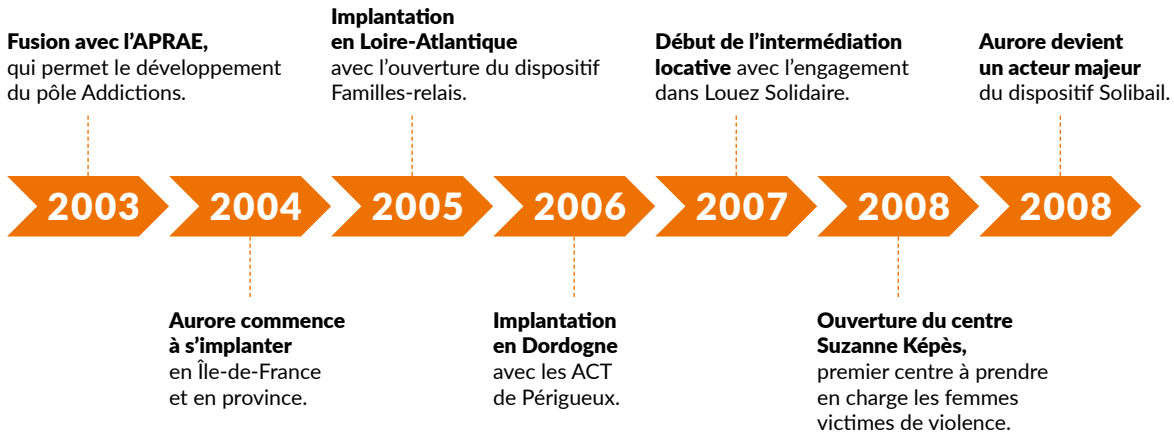 Fusion avec l'APRAE,
qui permet le développement
du pôle Addictions.
Implantation
en Loire-Atlantique
avec l'ouverture du dispositif
Familles-relais.
Début de l'intermédiation
locative avec l'engagement
dans Louez Solidaire.
Aurore devient
un acteur majeur
du dispositif Solibail.
2003
2004
2005
2006
2007
2008
2008
Aurore commence
à s'implanter
en Île-de-France
et en province.
Implantation
en Dordogne
avec les ACT
de Périgueux.
Ouverture du centre
Suzanne Képès,
premier centre à prendre
en charge les femmes
victimes de violence.